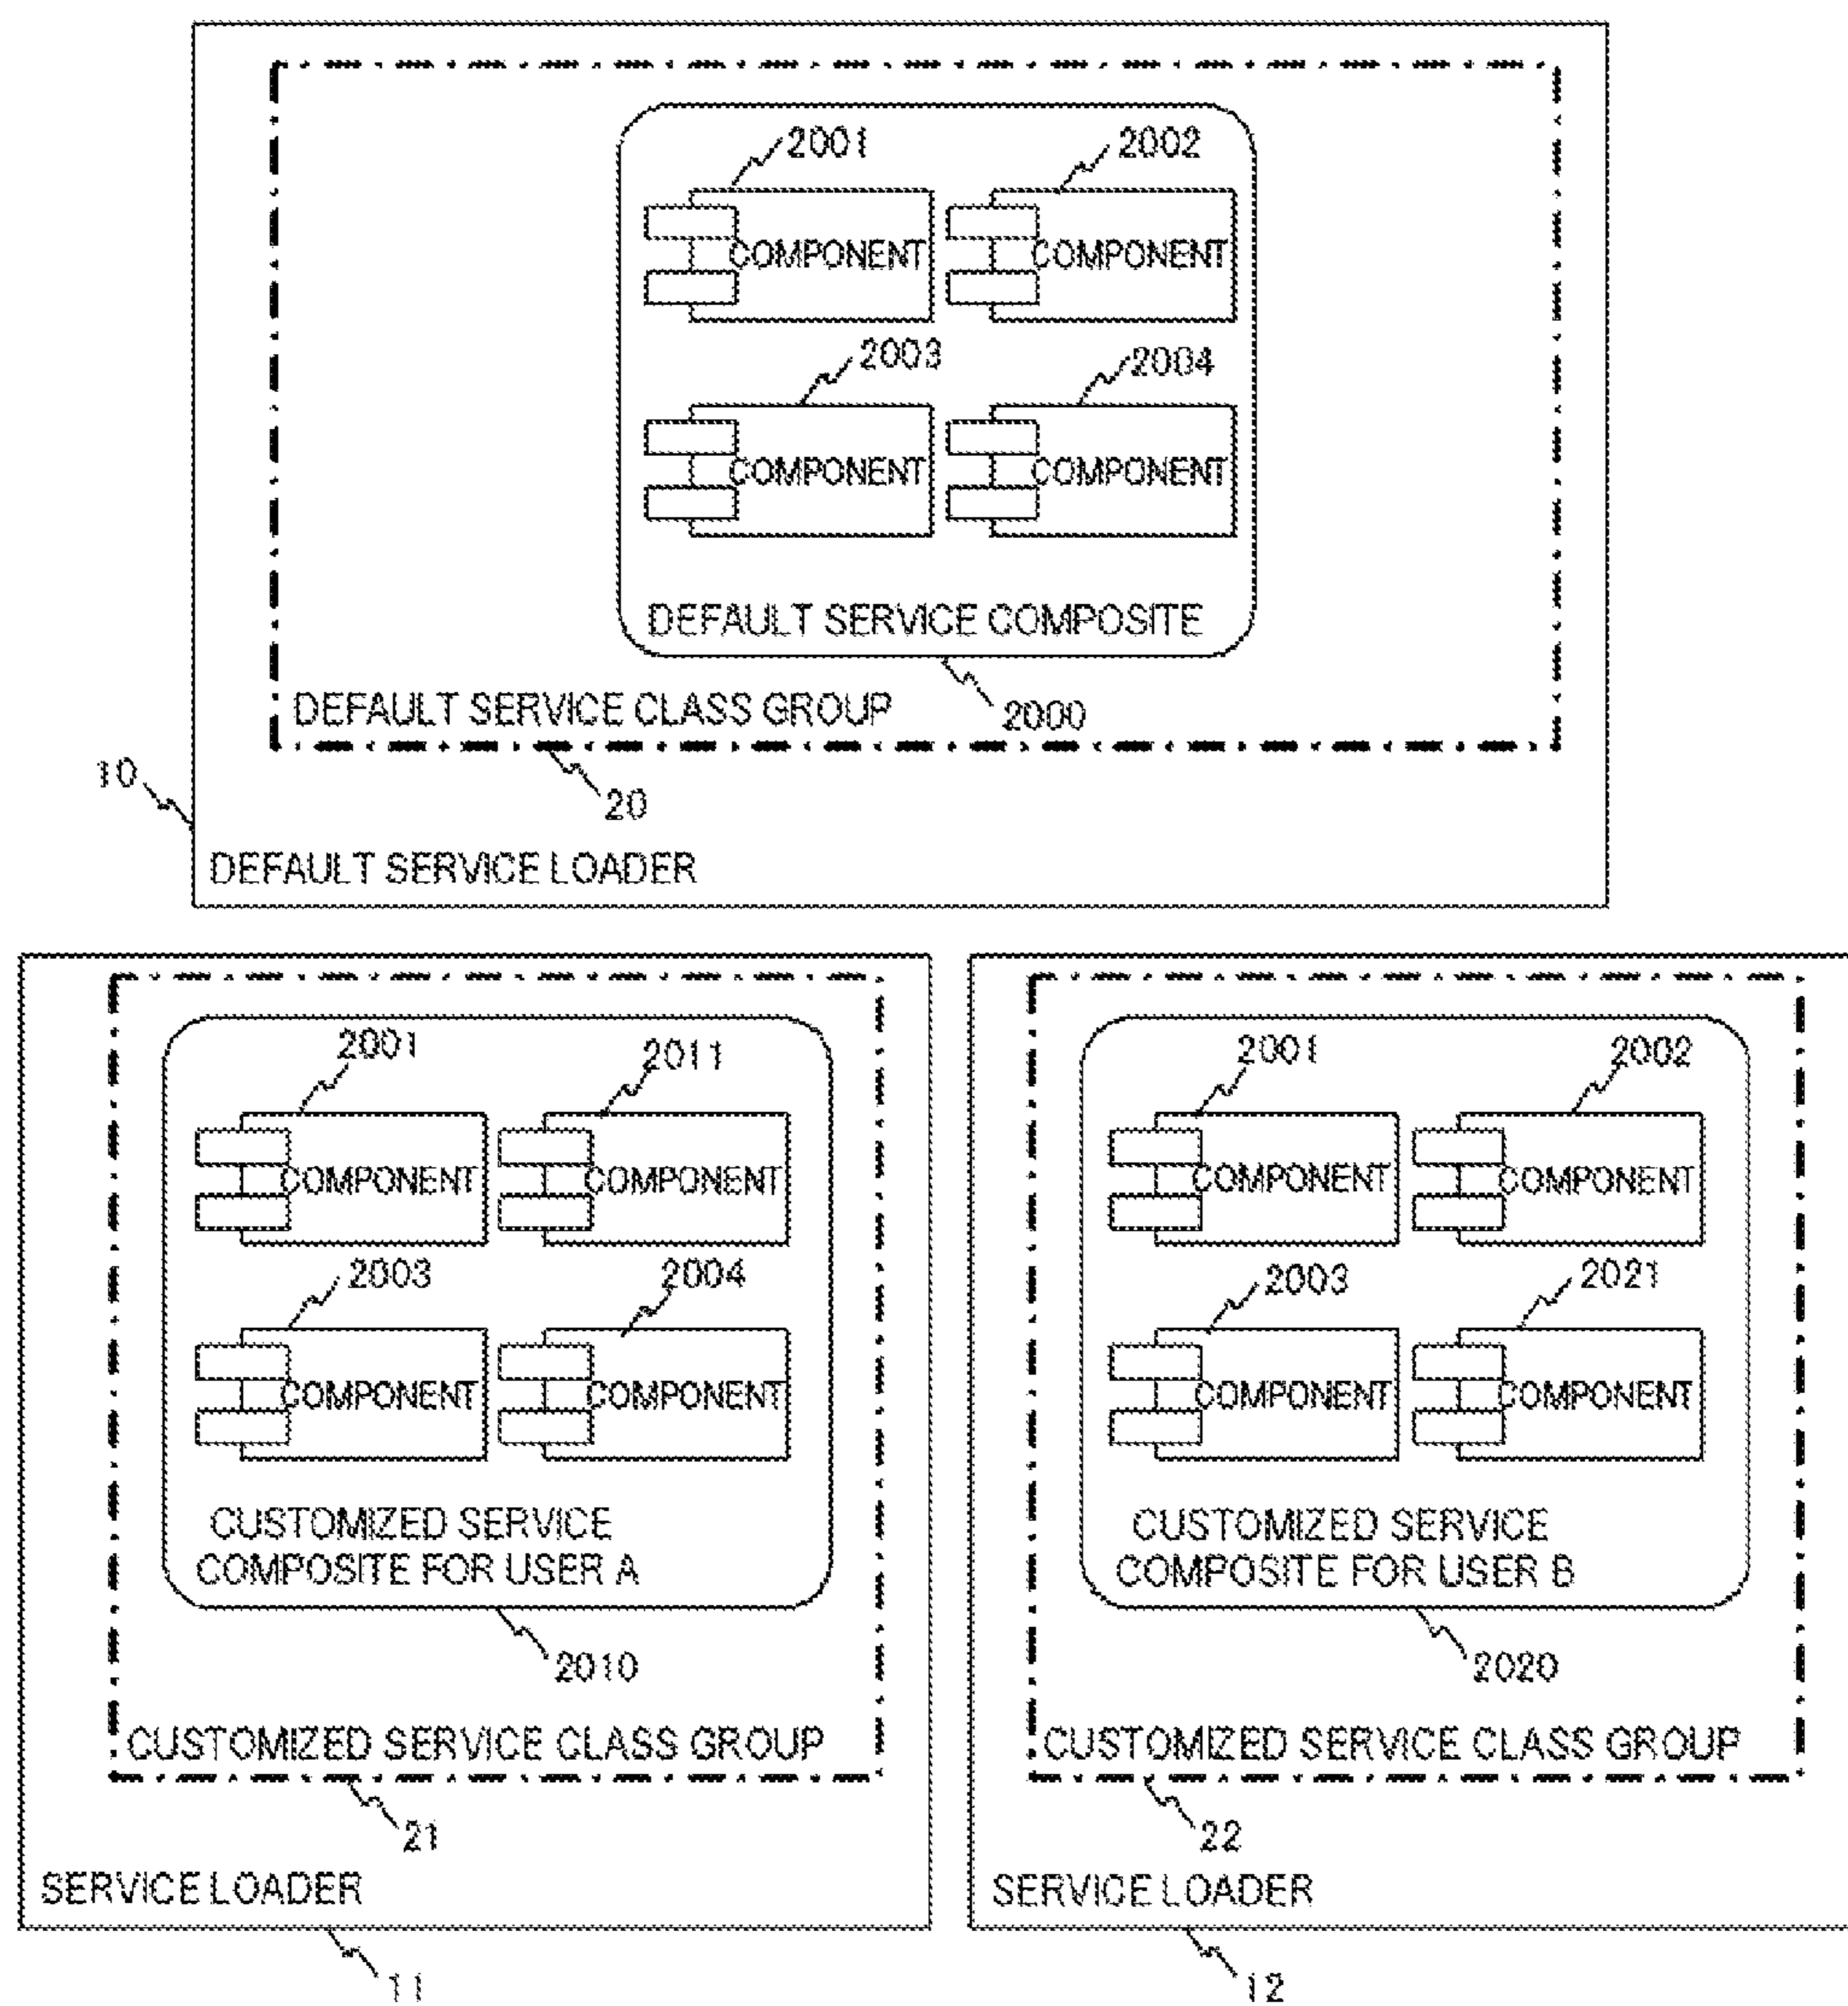 2001
2002
COMPONENT
COMPONENT
2003
2004
COMPONENT
COMPONENT
DEFAULT SERVICE COMPOSITE
DEFAULT SERVICE CLASS GROUP
2000
10
20
DEFAULT SERVICE LOADER
2001
2011
COMPONENT
COMPONENT
2003
2004
COMPONENT
COMPONENT
CUSTOMIZED SERVICE
COMPOSITE FOR USER A
2010
CUSTOMIZED SERVICE CLASS GROUP
21
SERVICE LOADER
11
2001
2002
COMPONENT
COMPONENT
2003
2021
COMPONENT
COMPONENT
CUSTOMIZED SERVICE
COMPOSITE FOR USER B
2020
CUSTOMIZED SERVICE CLASS GROUP
22
SERVICE LOADER
12